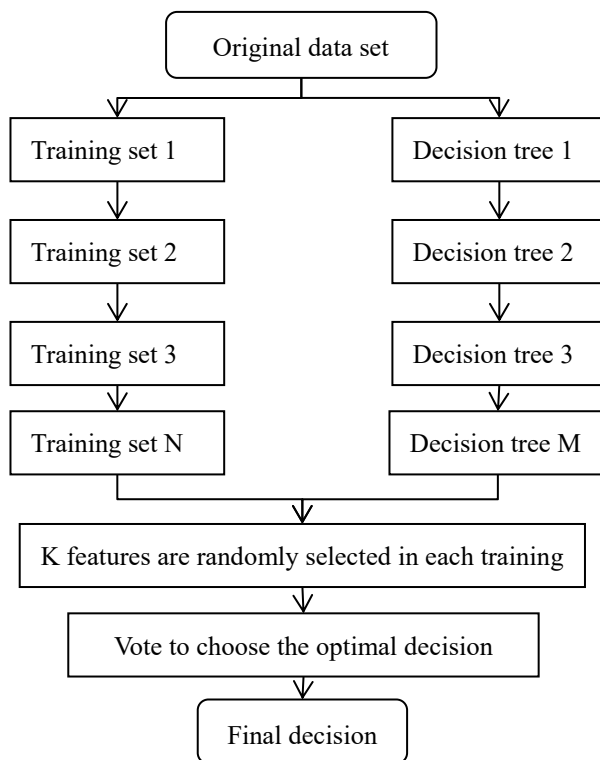 Original data set
Training set 1
Decision tree 1
Training set 2
Decision tree 2
Training set 3
Decision tree 3
Training set N
Decision tree M
K features are randomly selected in each training
Vote to choose the optimal decision
Final decision